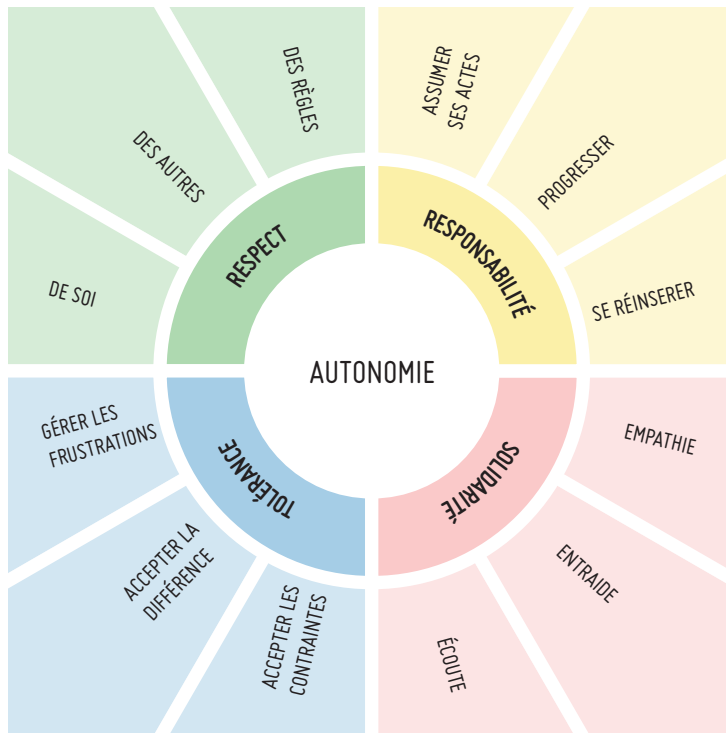 DES RÈGLES
DES AUTRES
DE SOI
RESPECT
ASSUMER
SES ACTES
PROGRESSER
SE RÉINSERER
RESPONSABILITÉ
AUTONOMIE
GÉRER LES
FRUSTRATIONS
ACCEPTER LA
DIFFÉRENCE
ACCEPTER LES
CONTRAINTES
TOLÉRANCE
SOLIDARITÉ
EMPATHIE
ENTRAIDE
ÉCOUTE